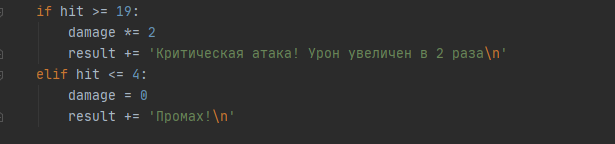 if hit >= 19:
damage *= 2
result += 'Критическая атака! Урон увеличен в 2 раза\n'
elif hit <= 4:
damage = 0
result += 'Промах!\n'